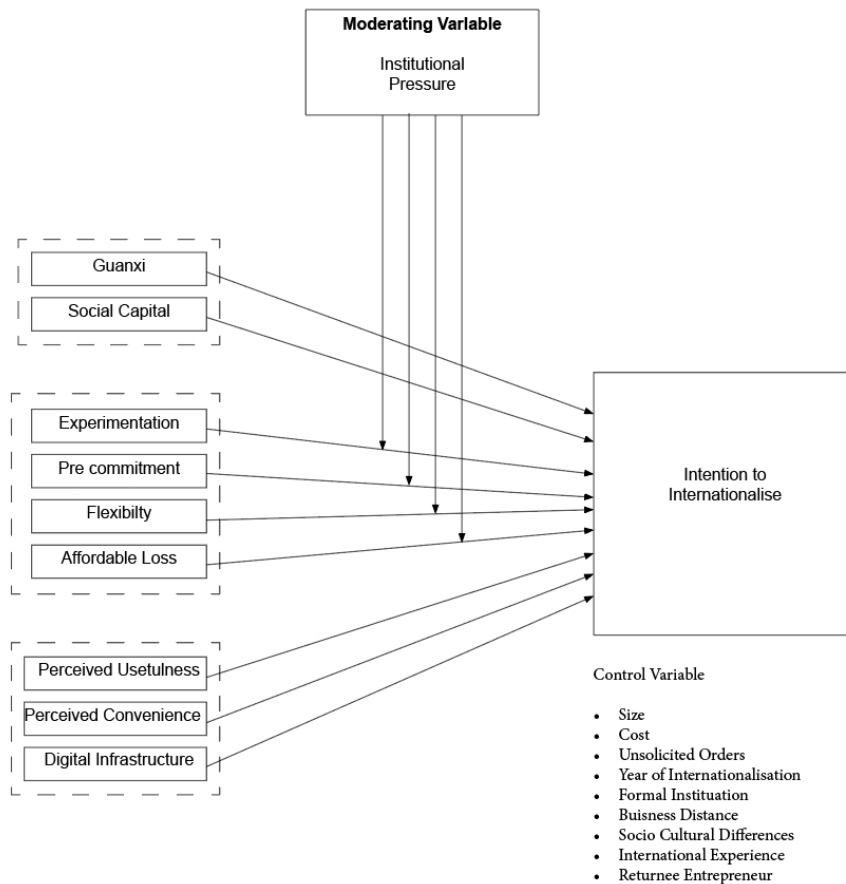 Moderating Variable
Institutional
Pressure
Guanxi
Social Capital
Experimentation
Pre commitment
Flexibilty
Affordable Loss
Intention to
Internationalise
Perceived Usetulness
Perceived Convenience
Digital Infrastructure
Control Variable
• Size
• Cost
• Unsolicited Orders
• Year of Internationalisation
• Formal Instituation
• Buisness Distance
• Socio Cultural Differences
• International Experience
• Returnee Entrepreneur